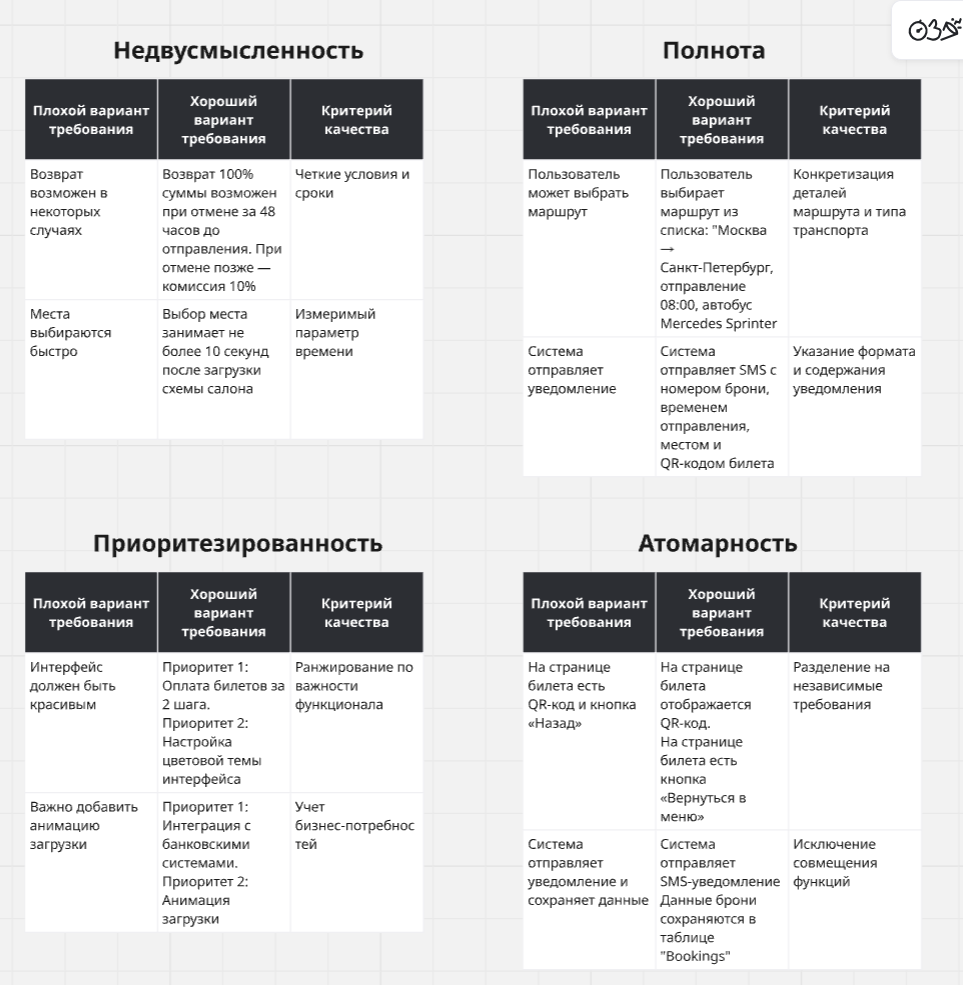 Недвусмысленность
Плохой вариант
требования
Хороший
вариант
требования
Критерий
качества
Возврат
возможен в
некоторых
случаях
Возврат 100%
суммы возможен
при отмене за 48
часов до
отправления. При
отмене позже —
комиссия 10%
Четкие условия и
сроки
Места
выбираются
быстро
Выбор места
занимает не
более 10 секунд
после загрузки
схемы салона
Измеримый
параметр
времени
Полнота
Плохой вариант
требования
Хороший
вариант
требования
Критерий
качества
Пользователь
может выбрать
маршрут
Пользователь
выбирает
маршрут из
списка: "Москва
→
Санкт-Петербург,
отправление
08:00, автобус
Mercedes Sprinter
Конкретизация
деталей
маршрута и типа
транспорта
Система
отправляет
уведомление
Система
отправляет SMS с
номером брони,
временем
отправления,
местом и
QR-кодом билета
Указание формата
и содержания
уведомления
Приоритезированность
Плохой вариант
требования
Хороший
вариант
требования
Критерий
качества
Интерфейс
должен быть
красивым
Приоритет 1:
Оплата билетов за
2 шага.
Приоритет 2:
Настройка
цветовой темы
интерфейса
Ранжирование по
важности
функционала
Важно добавить
анимацию
загрузки
Приоритет 1:
Интеграция с
банковскими
системами.
Приоритет 2:
Анимация
загрузки
Учет
бизнес-потребнос
тей
Атомарность
Плохой вариант
требования
Хороший
вариант
требования
Критерий
качества
На странице
билета есть
QR-код и кнопка
«Назад»
На странице
билета
отображается
QR-код.
На странице
билета есть
кнопка
«Вернуться в
меню»
Разделение на
независимые
требования
Система
отправляет
уведомление и
сохраняет данные
Система
отправляет
SMS-уведомление
Данные брони
сохраняются в
таблице
"Bookings"
Исключение
совмещения
функций